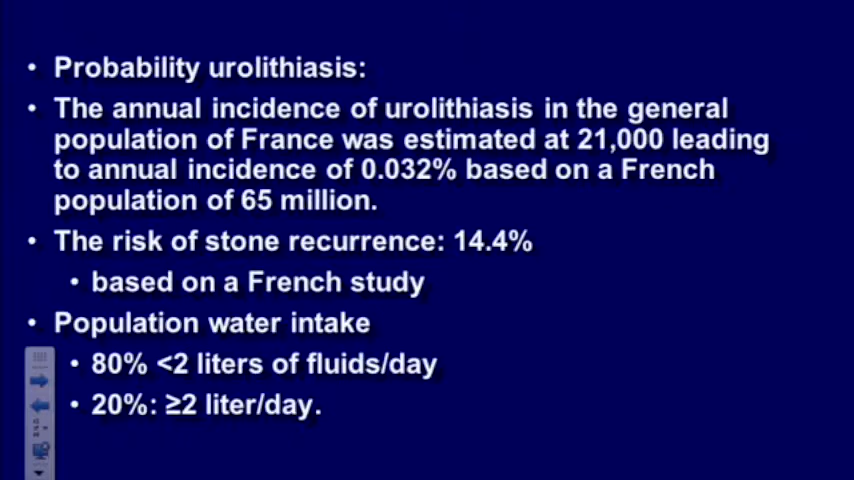 • Probability urolithiasis:
• The annual incidence of urolithiasis in the general
population of France was estimated at 21,000 leading
to annual incidence of 0.032% based on a French
population of 65 million.
• The risk of stone recurrence: 14.4%
• based on a French study
• Population water intake
• 80% <2 liters of fluids/day
• 20%: ≥2 liter/day.